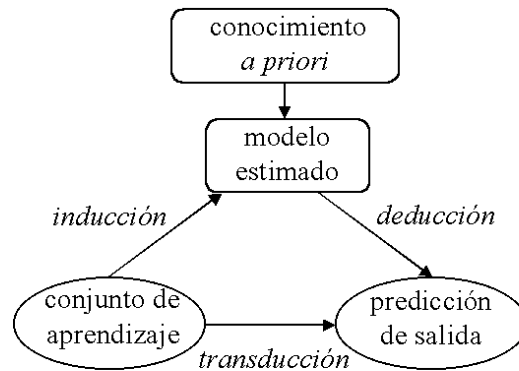 conocimiento
a priori
modelo
estimado
inducción
deducción
conjunto de
aprendizaje
predicción
de salida
transducción